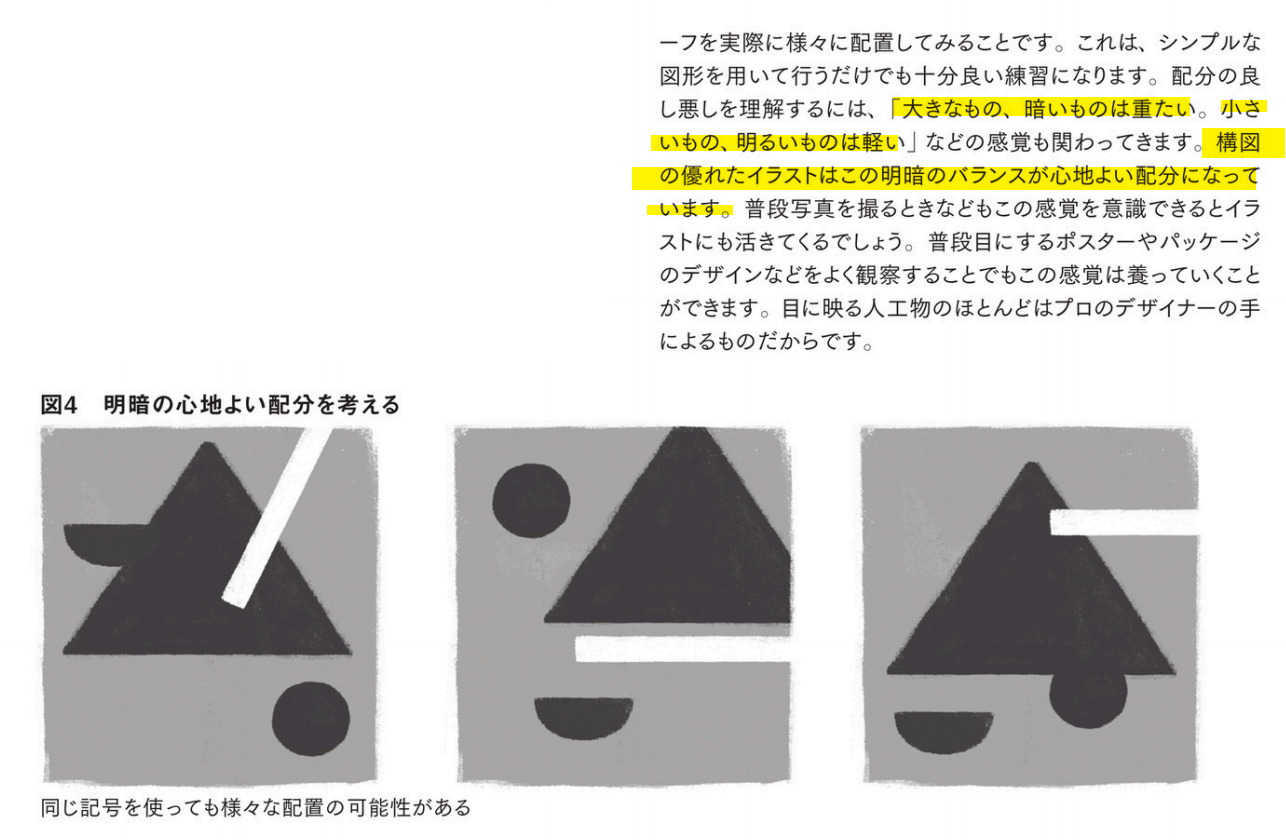 ーフを実際に様々に配置してみることです。これは、シンプルな
図形を用いて行うだけでも十分良い練習になります。配分の良
し悪しを理解するには、「大きなもの、暗いものは重たい。小さ
いもの、明るいものは軽い」などの感覚も関わってきます。構図
の優れたイラストはこの明暗のバランスが心地よい配分になって
います。普段写真を撮るときなどもこの感覚を意識できるとイラ
ストにも活きてくるでしょう。普段目にするポスターやパッケージ
のデザインなどをよく観察することでもこの感覚は養っていくこと
ができます。目に映る人工物のほとんどはプロのデザイナーの手
によるものだからです。
図4　明暗の心地よい配分を考える
同じ記号を使っても様々な配置の可能性がある